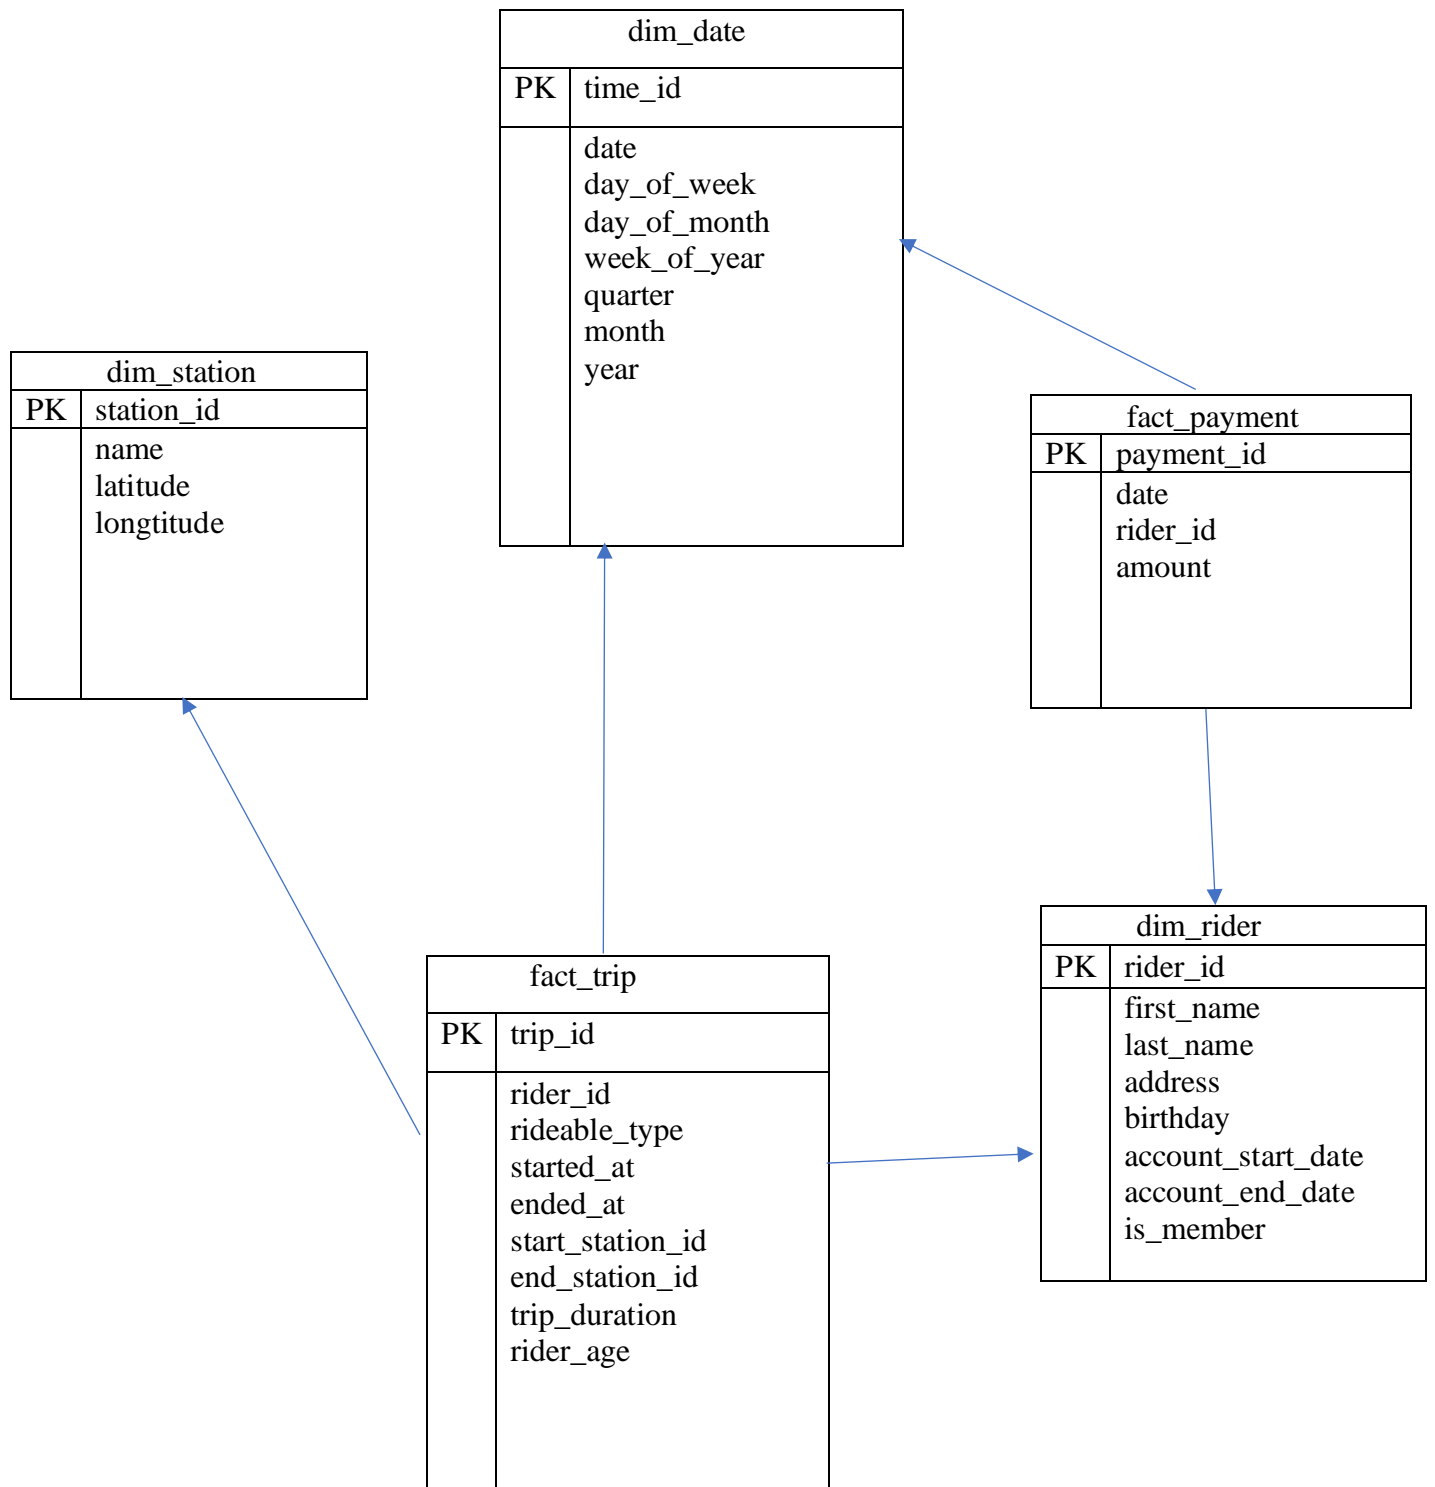 dim_date
PK time_id
date
day_of_week
day_of_month
week_of_year
quarter
month
year
dim_station
PK station_id
name
latitude
longtitude
fact_payment
PK payment_id
date
rider_id
amount
fact_trip
PK trip_id
rider_id
rideable_type
started_at
ended_at
start_station_id
end_station_id
trip_duration
rider_age
dim_rider
PK rider_id
first_name
last_name
address
birthday
account_start_date
account_end_date
is_member